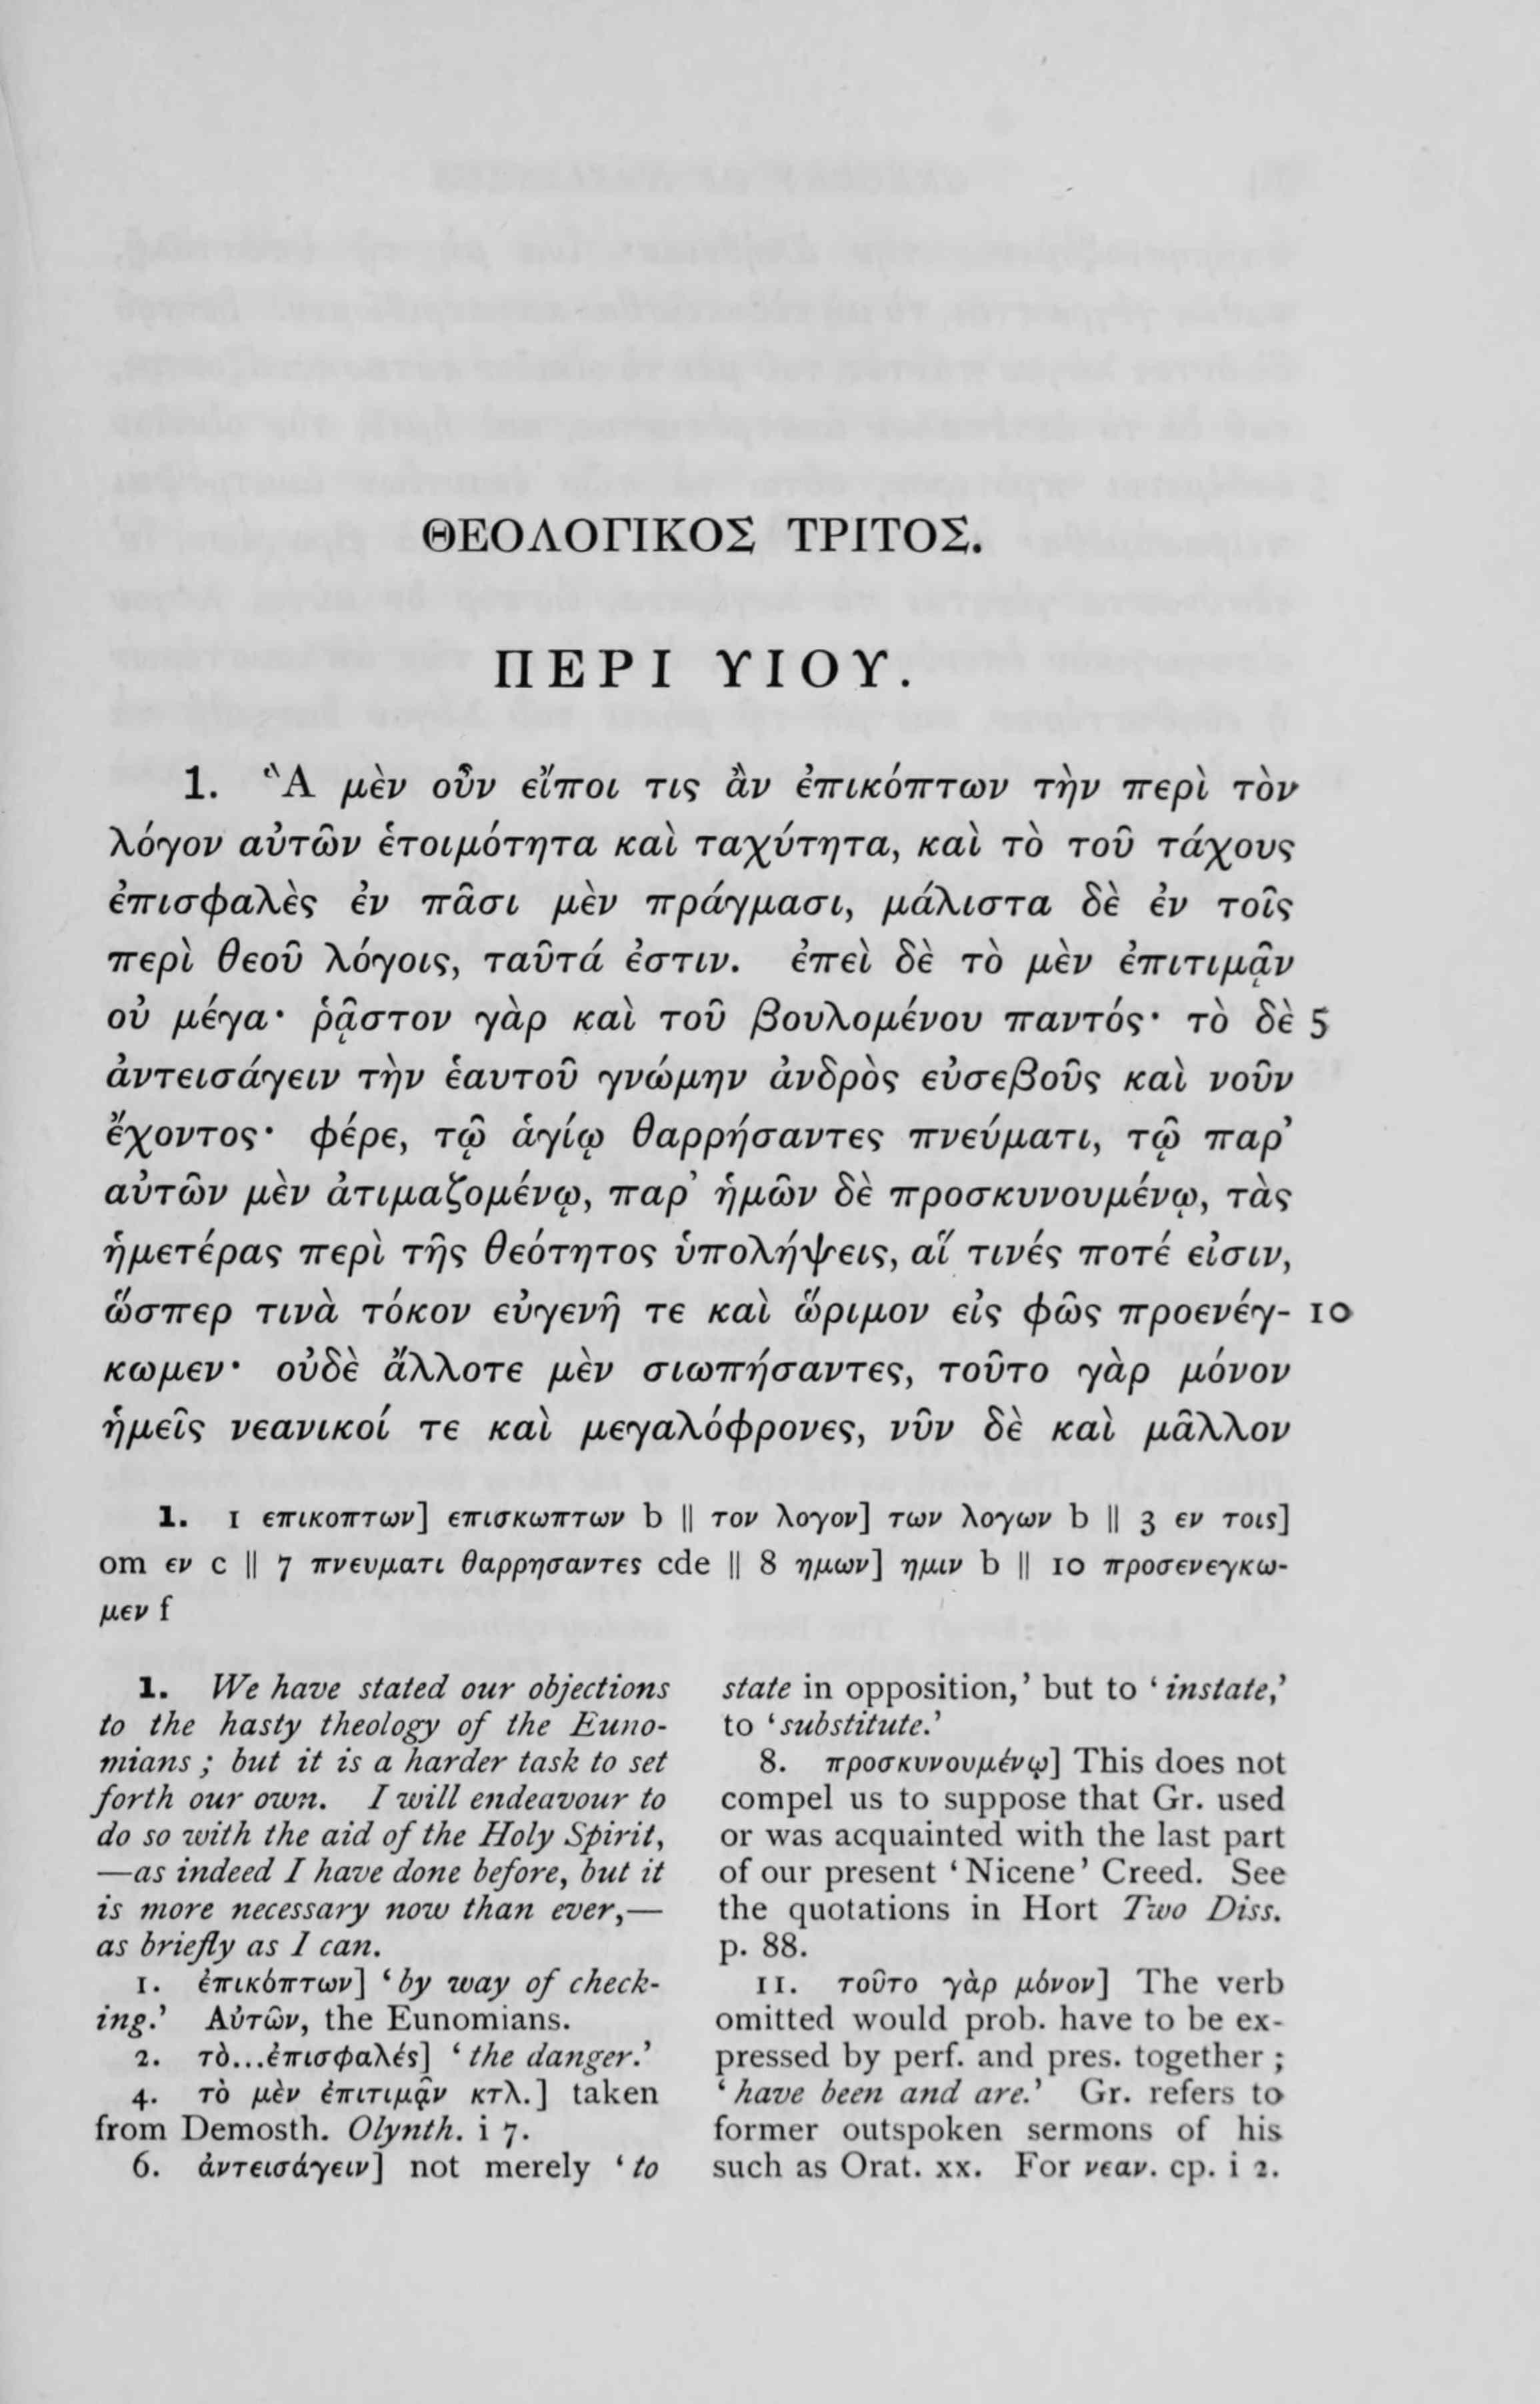 ΘΕΟΛΟΓΙΚΟΣ ΤΡΙΤΟΣ.
ΠΕΡΙ ΥΙΟΥ.
1. Ἃ μὲν οὖν εἴποι τις ἂν ἐπικόπτων τὴν περὶ τὸν
λόγον αὐτῶν ἑτοιμότητα καὶ ταχύτητα, καὶ τὸ τοῦ τάχους
ἐπισφαλὲς ἐν πᾶσι μὲν πράγμασι, μάλιστα δὲ ἐν τοῖς
περὶ θεοῦ λόγοις, ταῦτά ἐστιν. ἐπεὶ δὲ τὸ μὲν ἐπιτιμᾷν
οὐ μέγα· ῥᾷστον γὰρ καὶ τοῦ βουλομένου παντός· τὸ δὲ 5
ἀντεισάγειν τὴν ἑαυτοῦ γνώμην ἀνδρὸς εὐσεβοῦς καὶ νοῦν
ἔχοντος· φέρε, τῷ ἁγίῳ θαρρήσαντες πνεύματι, τῷ παρ᾽
αὐτῶν μὲν ἀτιμαζομένῳ, παρ᾽ ἡμῶν δὲ προσκυνουμένῳ, τὰς
ἡμετέρας περὶ τῆς θεότητος ὑπολήψεις, αἵ τινές ποτέ εἰσιν,
ὥσπερ τινὰ τόκον εὐγενῆ τε καὶ ὥριμον εἰς φῶς προενέγ- 10
κωμεν· οὐδὲ ἄλλοτε μὲν σιωπήσαντες, τοῦτο γὰρ μόνον
ἡμεῖς νεανικοί τε καὶ μεγαλόφρονες, νῦν δὲ καὶ μᾶλλον
1. 1 επικοπτων] επισκωπτων b || τον λογον] των λογων b || 3 εν τοις]
om εν c || 7 πνευματι θαρρησαντες cde || 8 ημων] ημιν b || 10 προσενεγκω-
μεν f
1. We have stated our objections
to the hasty theology of the Euno-
mians; but it is a harder task to set
forth our own. I will endeavour to
do so with the aid of the Holy Spirit,
—as indeed I have done before, but it
is more necessary now than ever,—
as briefly as I can.
1. ἐπικόπτων] ‘by way of check-
ing.’ Αὐτῶν, the Eunomians.
2. τὸ...ἐπισφαλές] ‘the danger.’
4. τὸ μὲν ἐπιτιμᾷν κτλ.] taken
from Demosth. Olynth. i 7.
6. ἀντεισάγειν] not merely ‘to
state in opposition,’ but to ‘instate,’
to ‘substitute.’
8. προσκυνουμένῳ] This does not
compel us to suppose that Gr. used
or was acquainted with the last part
of our present ‘Nicene’ Creed. See
the quotations in Hort Two Diss.
p. 88.
11. τοῦτο γὰρ μόνον] The verb
omitted would prob. have to be ex-
pressed by perf. and pres. together;
‘have been and are.’ Gr. refers to
former outspoken sermons of his
such as Orat. xx. For νεαν. cp. i 2.